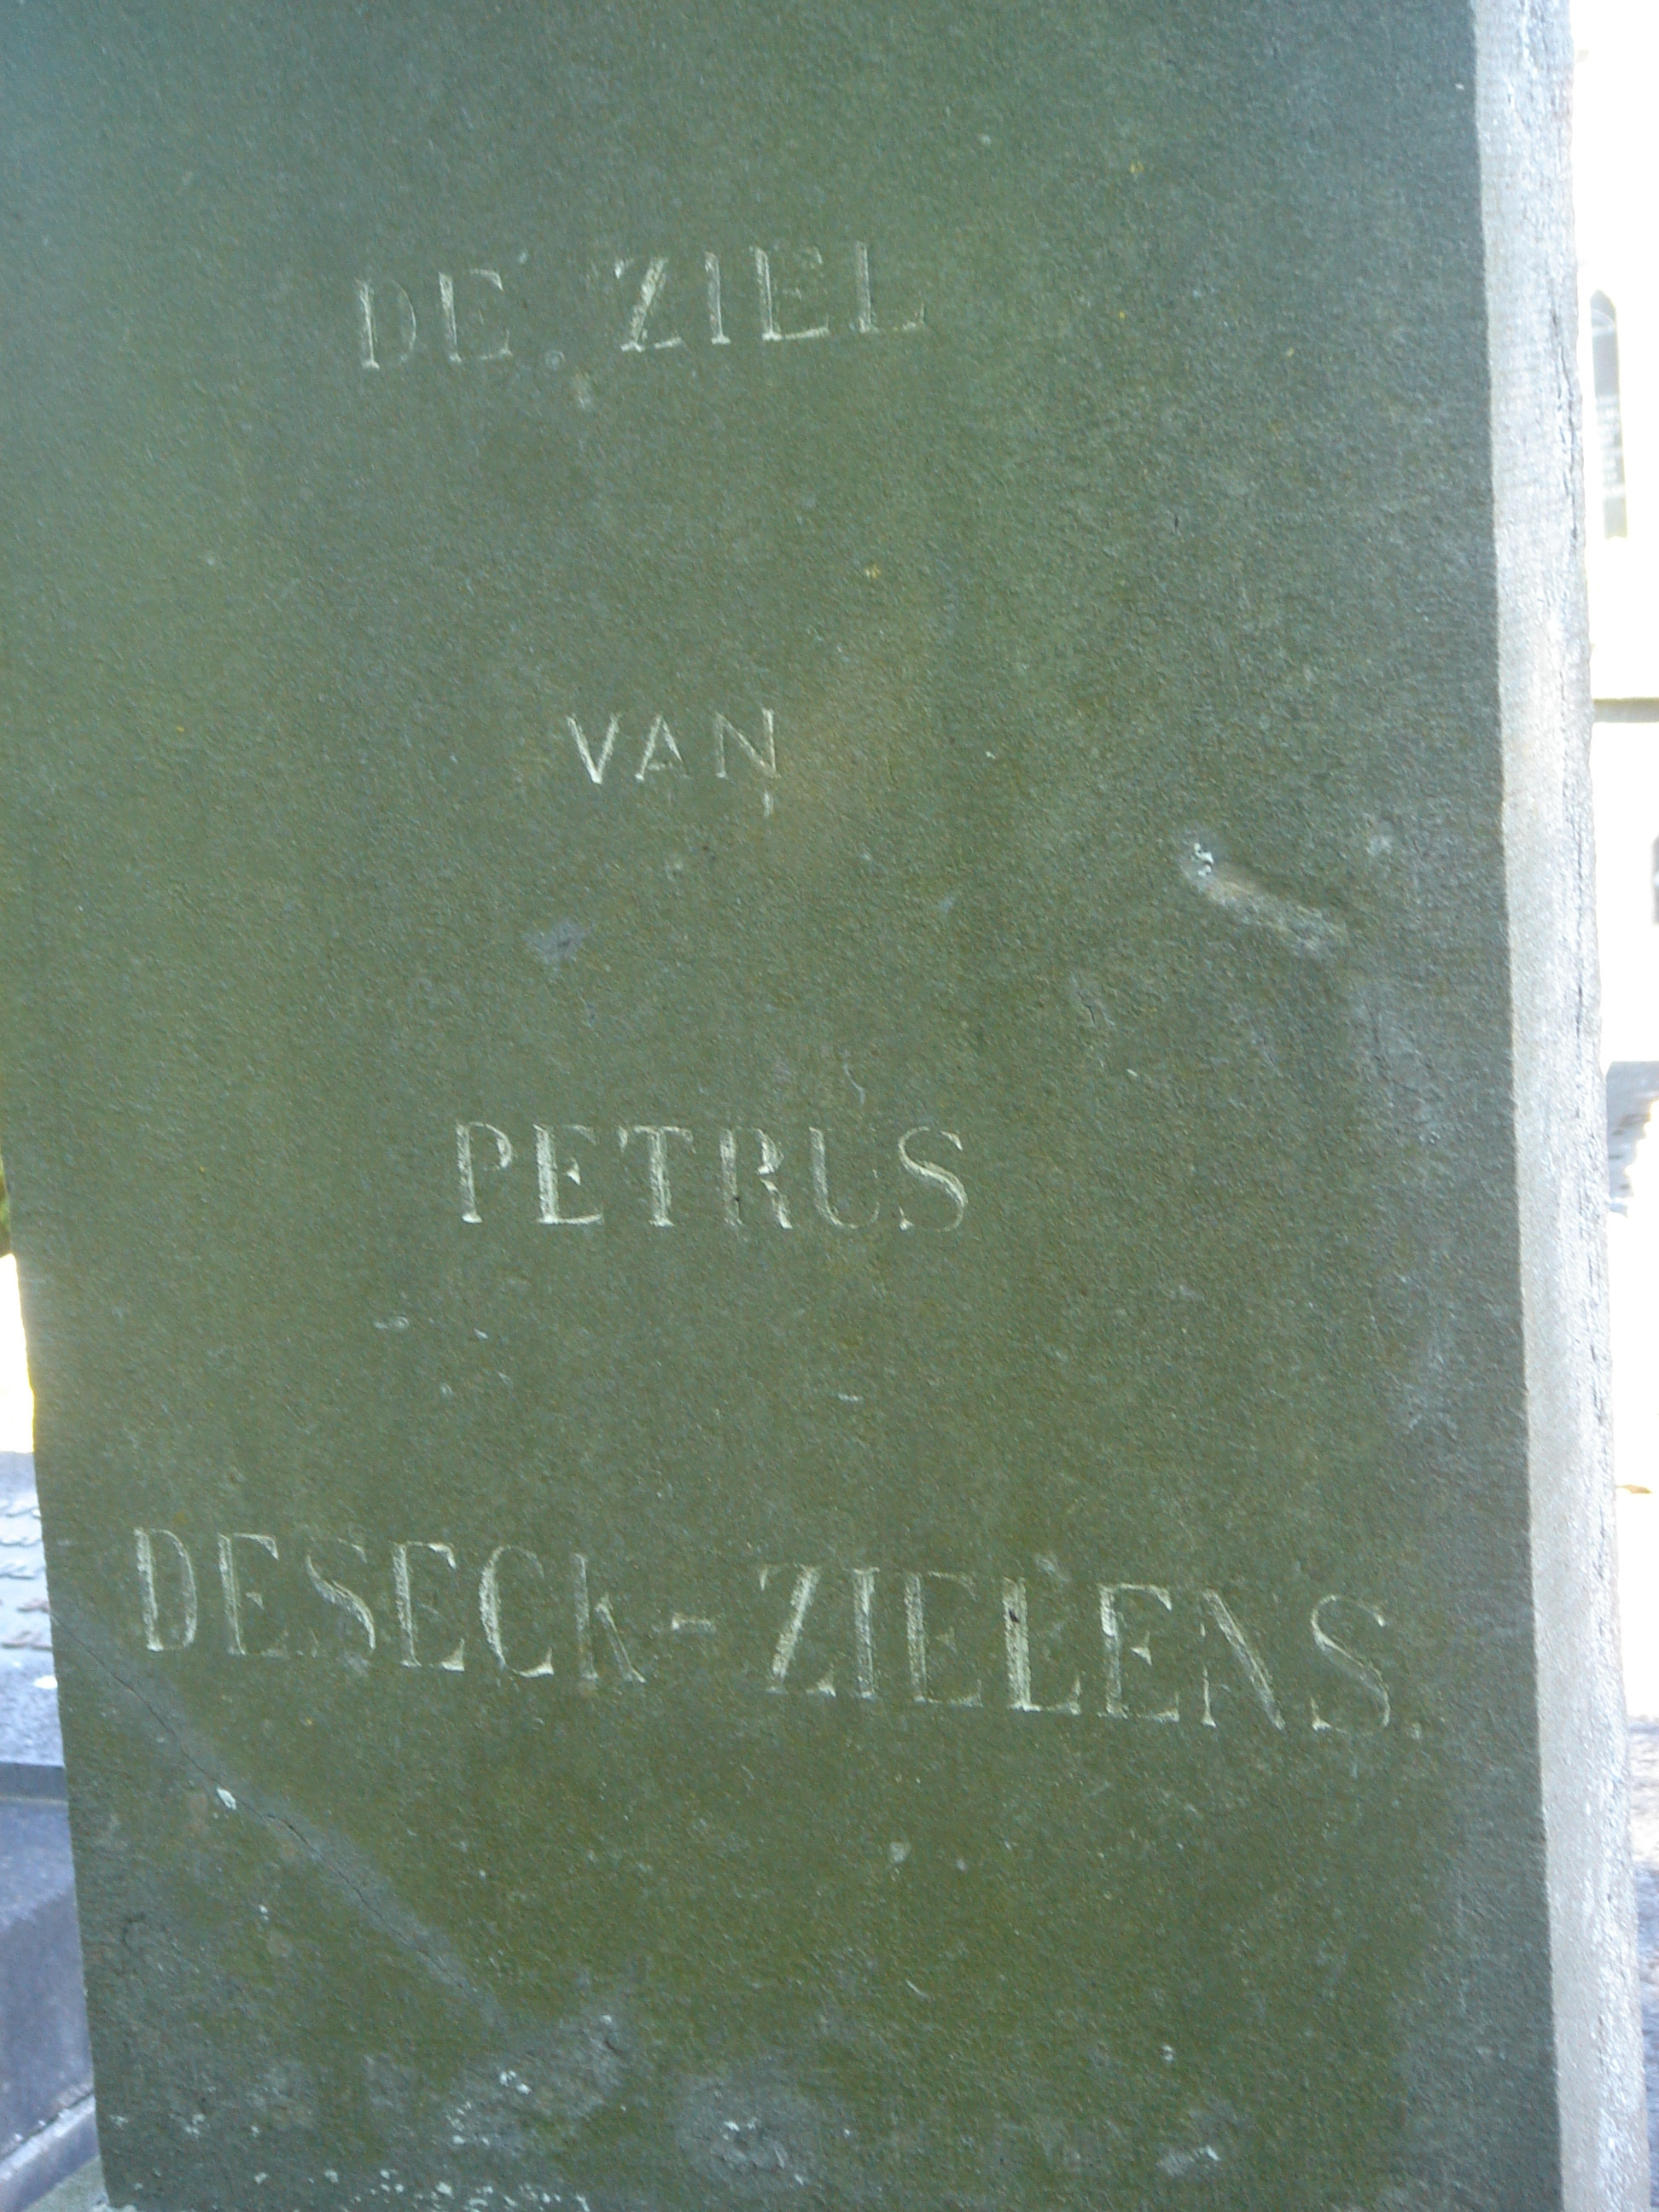 DE ZIEL
VAN
PETRUS
DESECK-ZIELENS.